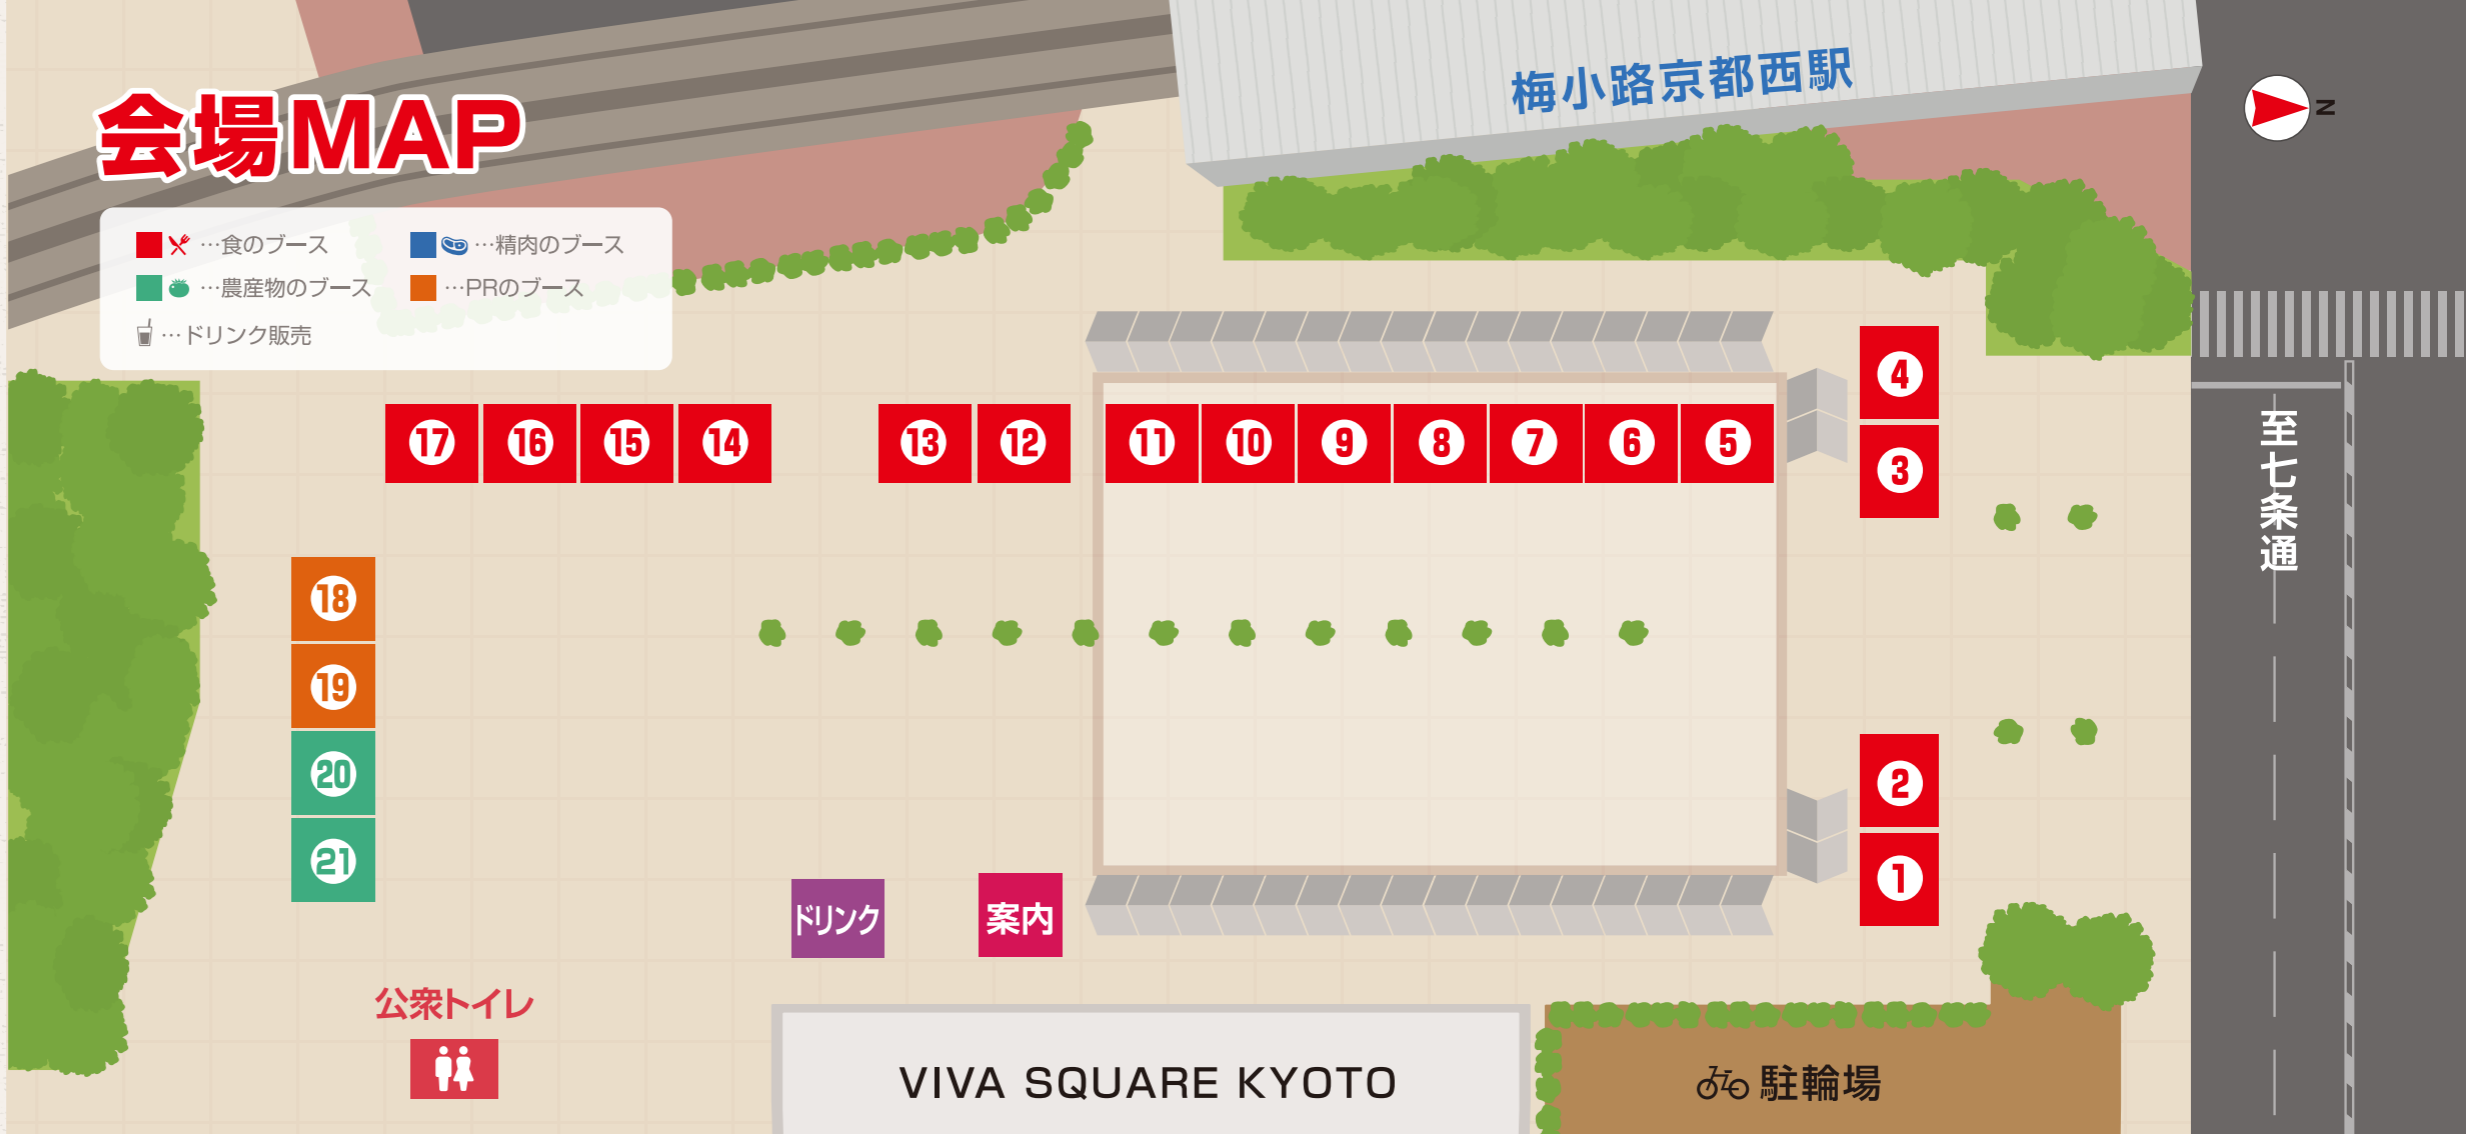 会場MAP
…食のブース
…精肉のブース
…農産物のブース
…PRのブース
…ドリンク販売
梅小路京都西駅
N
至七条通
4
3
17 16 15 14 13 12 11 10 9 8 7 6 5
18
19
20
21
2
1
ドリンク
案内
公衆トイレ
VIVA SQUARE KYOTO
駐輪場